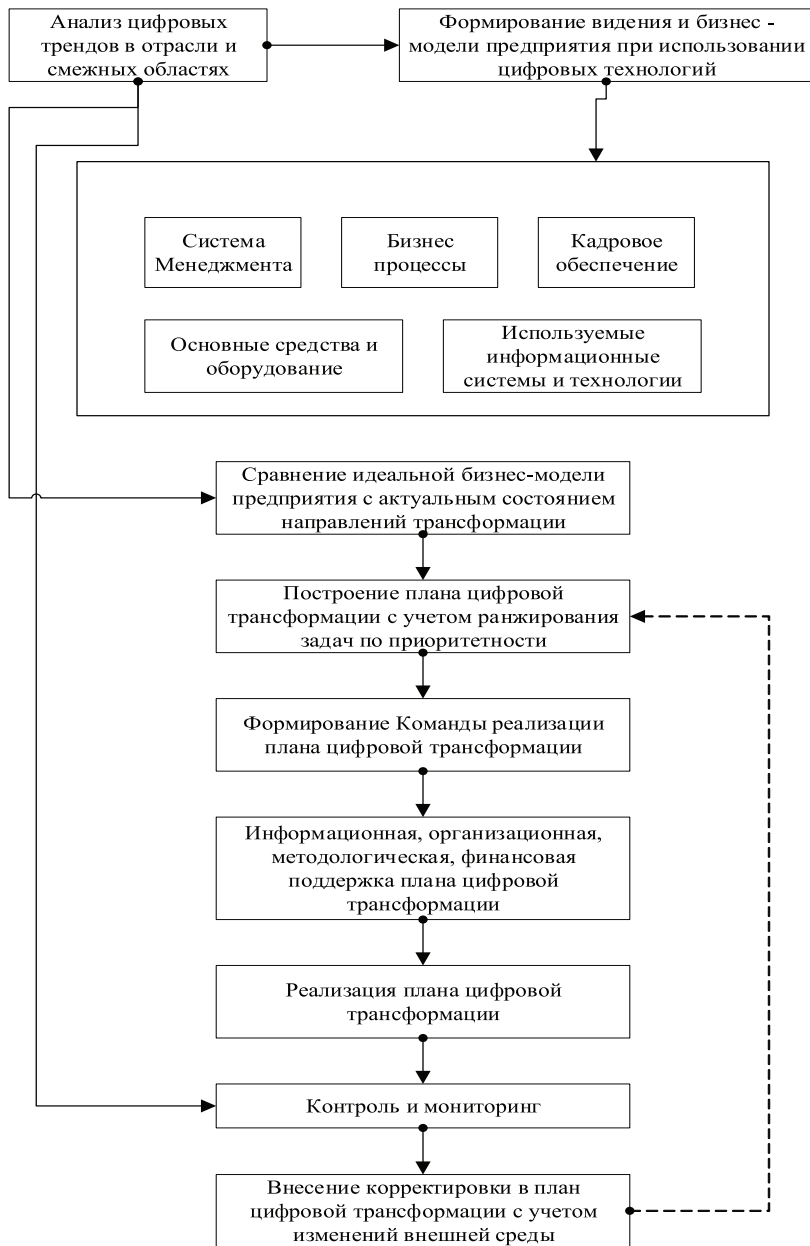 Анализ цифровых
трендов в отрасли и
смежных областях
Формирование видения и бизнес -
модели предприятия при использовании
цифровых технологий
Система
Менеджмента
Бизнес
процессы
Кадровое
обеспечение
Основные средства и
оборудование
Используемые
информационные
системы и технологии
Сравнение идеальной бизнес-модели
предприятия с актуальным состоянием
направлений трансформации
Построение плана цифровой
трансформации с учетом ранжирования
задач по приоритетности
Формирование Команды реализации
плана цифровой трансформации
Информационная, организационная,
методологическая, финансовая
поддержка плана цифровой
трансформации
Реализация плана цифровой
трансформации
Контроль и мониторинг
Внесение корректировки в план
цифровой трансформации с учетом
изменений внешней среды